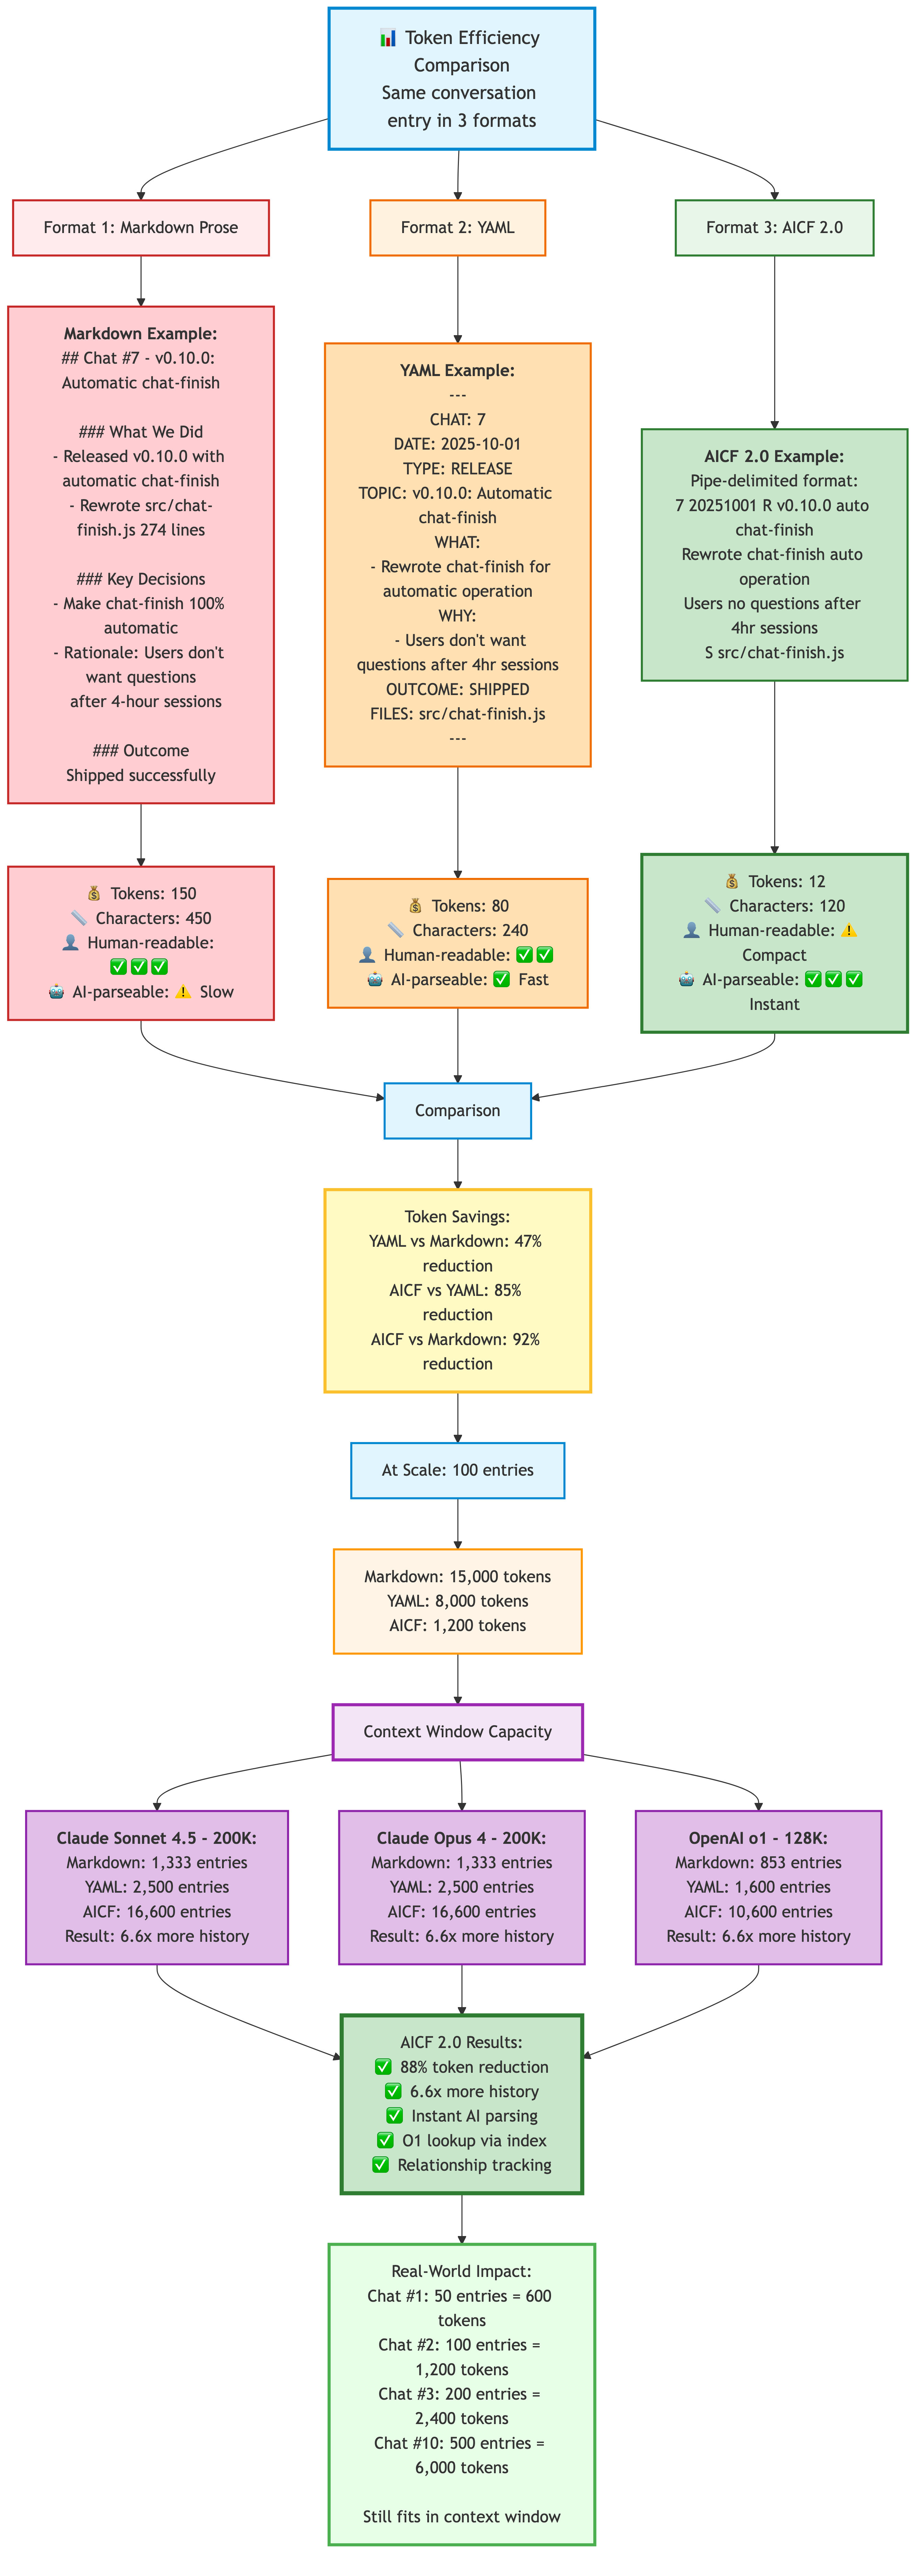 📊 Token Efficiency
Comparison
Same conversation
entry in 3 formats
Format 1: Markdown Prose
Format 2: YAML
Format 3: AICF 2.0
Markdown Example:
## Chat #7 - v0.10.0:
Automatic chat-finish
### What We Did
- Released v0.10.0 with
automatic chat-finish
- Rewrote src/chat-
finish.js 274 lines
### Key Decisions
- Make chat-finish 100%
automatic
- Rationale: Users don't
want questions
after 4-hour sessions
### Outcome
Shipped successfully
YAML Example:
---
CHAT: 7
DATE: 2025-10-01
TYPE: RELEASE
TOPIC: v0.10.0: Automatic
chat-finish
WHAT:
- Rewrote chat-finish for
automatic operation
WHY:
- Users don't want
questions after 4hr sessions
OUTCOME: SHIPPED
FILES: src/chat-finish.js
---
AICF 2.0 Example:
Pipe-delimited format:
7 20251001 R v0.10.0 auto
chat-finish
Rewrote chat-finish auto
operation
Users no questions after
4hr sessions
S src/chat-finish.js
💰 Tokens: 150
📏 Characters: 450
👤 Human-readable:
✅✅✅
🤖 AI-parseable: ⚠️ Slow
💰 Tokens: 80
📏 Characters: 240
👤 Human-readable: ✅✅
🤖 AI-parseable: ✅ Fast
💰 Tokens: 12
📏 Characters: 120
👤 Human-readable: ⚠️
Compact
🤖 AI-parseable: ✅✅✅
Instant
Comparison
Token Savings:
YAML vs Markdown: 47%
reduction
AICF vs YAML: 85%
reduction
AICF vs Markdown: 92%
reduction
At Scale: 100 entries
Markdown: 15,000 tokens
YAML: 8,000 tokens
AICF: 1,200 tokens
Context Window Capacity
Claude Sonnet 4.5 - 200K:
Markdown: 1,333 entries
YAML: 2,500 entries
AICF: 16,600 entries
Result: 6.6x more history
Claude Opus 4 - 200K:
Markdown: 1,333 entries
YAML: 2,500 entries
AICF: 16,600 entries
Result: 6.6x more history
OpenAI o1 - 128K:
Markdown: 853 entries
YAML: 1,600 entries
AICF: 10,600 entries
Result: 6.6x more history
AICF 2.0 Results:
✅ 88% token reduction
✅ 6.6x more history
✅ Instant AI parsing
✅ O1 lookup via index
✅ Relationship tracking
Real-World Impact:
Chat #1: 50 entries = 600
tokens
Chat #2: 100 entries =
1,200 tokens
Chat #3: 200 entries =
2,400 tokens
Chat #10: 500 entries =
6,000 tokens
Still fits in context window